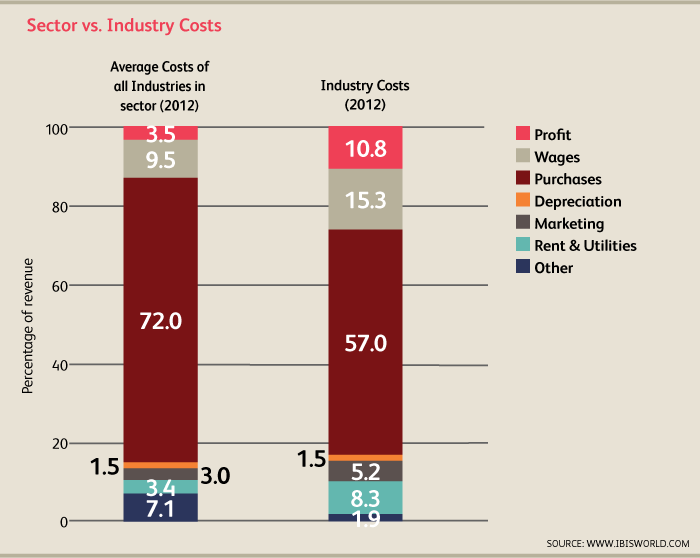 Sector vs. Industry Costs
Average Costs of
all Industries in
sector (2012)
Industry Costs
(2012)
Percentage of revenue
100
80
60
40
20
0
3.5
9.5
72.0
1.5
3.0
3.4
7.1
10.8
15.3
57.0
1.5
5.2
8.3
1.9
Profit
Wages
Purchases
Depreciation
Marketing
Rent & Utilities
Other
SOURCE: WWW.IBISWORLD.COM